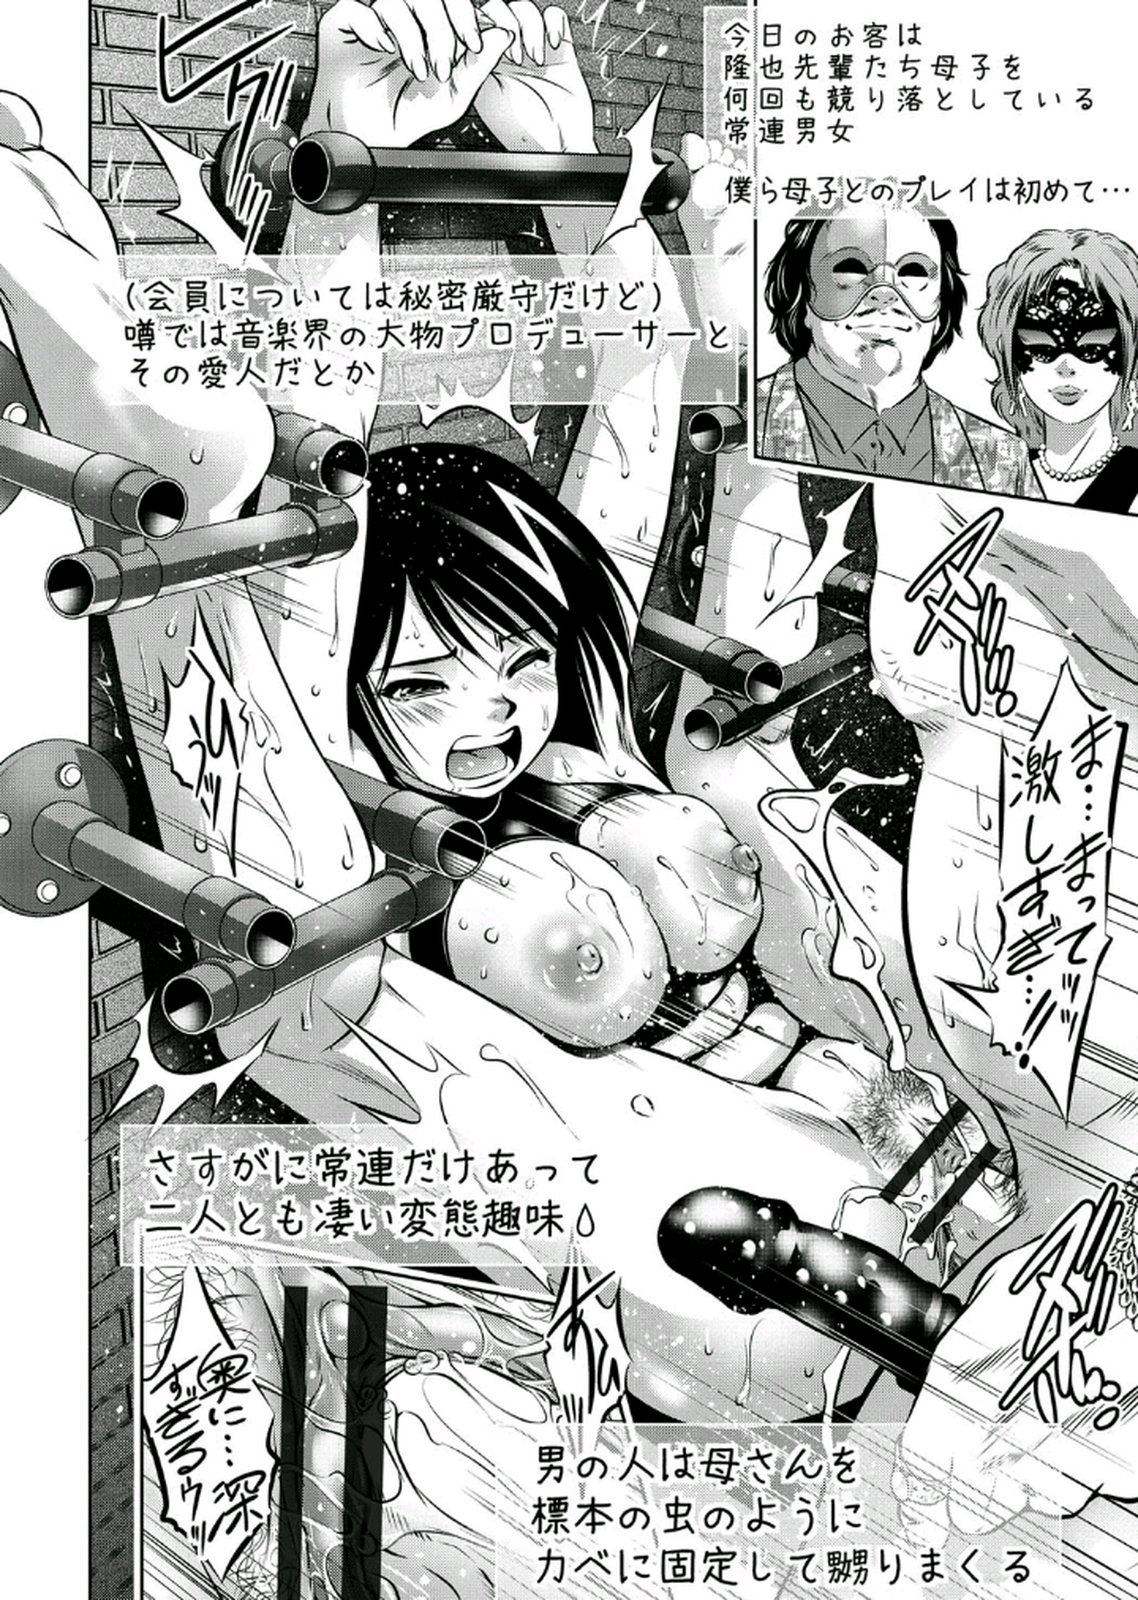 今日のお客は
隆也先輩たち母子を
何回も競り落としている
常連男女
僕ら母子とのプレイは初めて…
(会員については秘密厳守だけど)
噂では音楽界の大物プロデューサーと
その愛人だとか
ま…まってッ
激しすぎ…!!
さすがに常連だけあって
二人とも凄い変態趣味
奥に…深
すぎるゥッ
男の人は母さんを
標本の虫のように
カベに固定して嬲りまくる